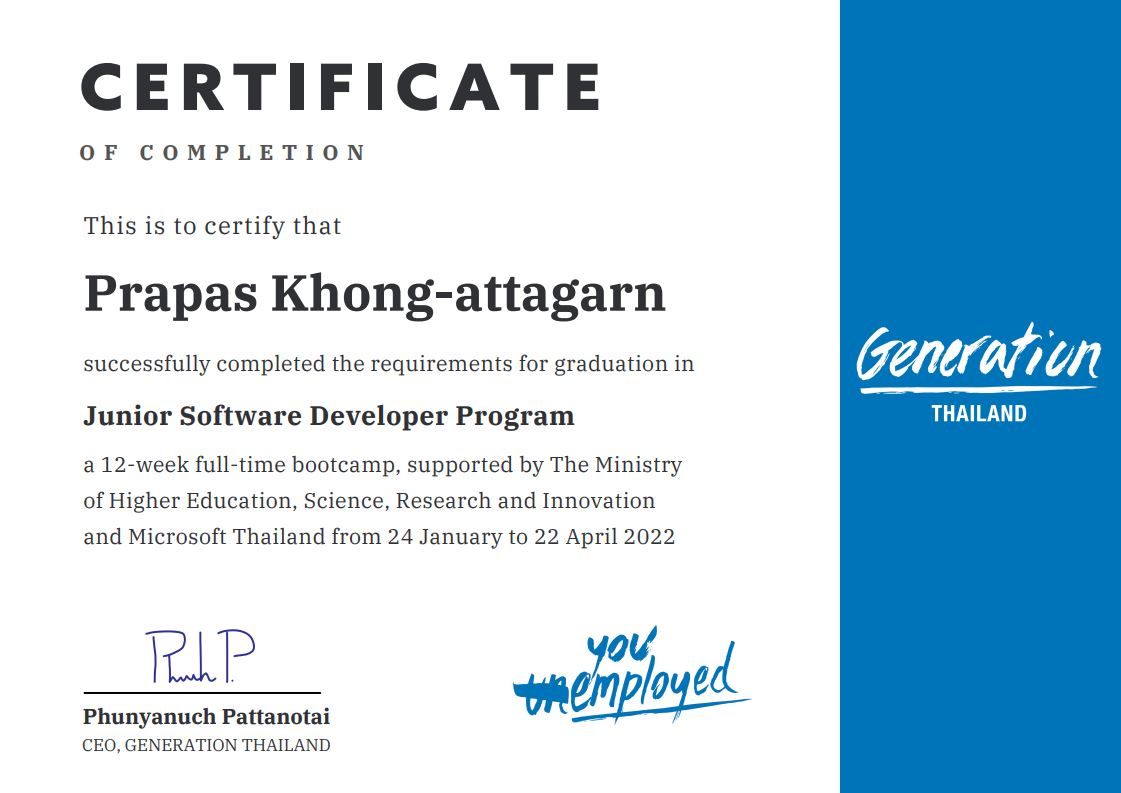 CERTIFICATE
OF COMPLETION
This is to certify that
Prapas Khong-attagarn
successfully completed the requirements for graduation in
Junior Software Developer Program
a 12-week full-time bootcamp, supported by The Ministry
of Higher Education, Science, Research and Innovation
and Microsoft Thailand from 24 January to 22 April 2022
Phunyanuch Pattanotai
CEO, GENERATION THAILAND
you
unemployed
Generation
THAILAND